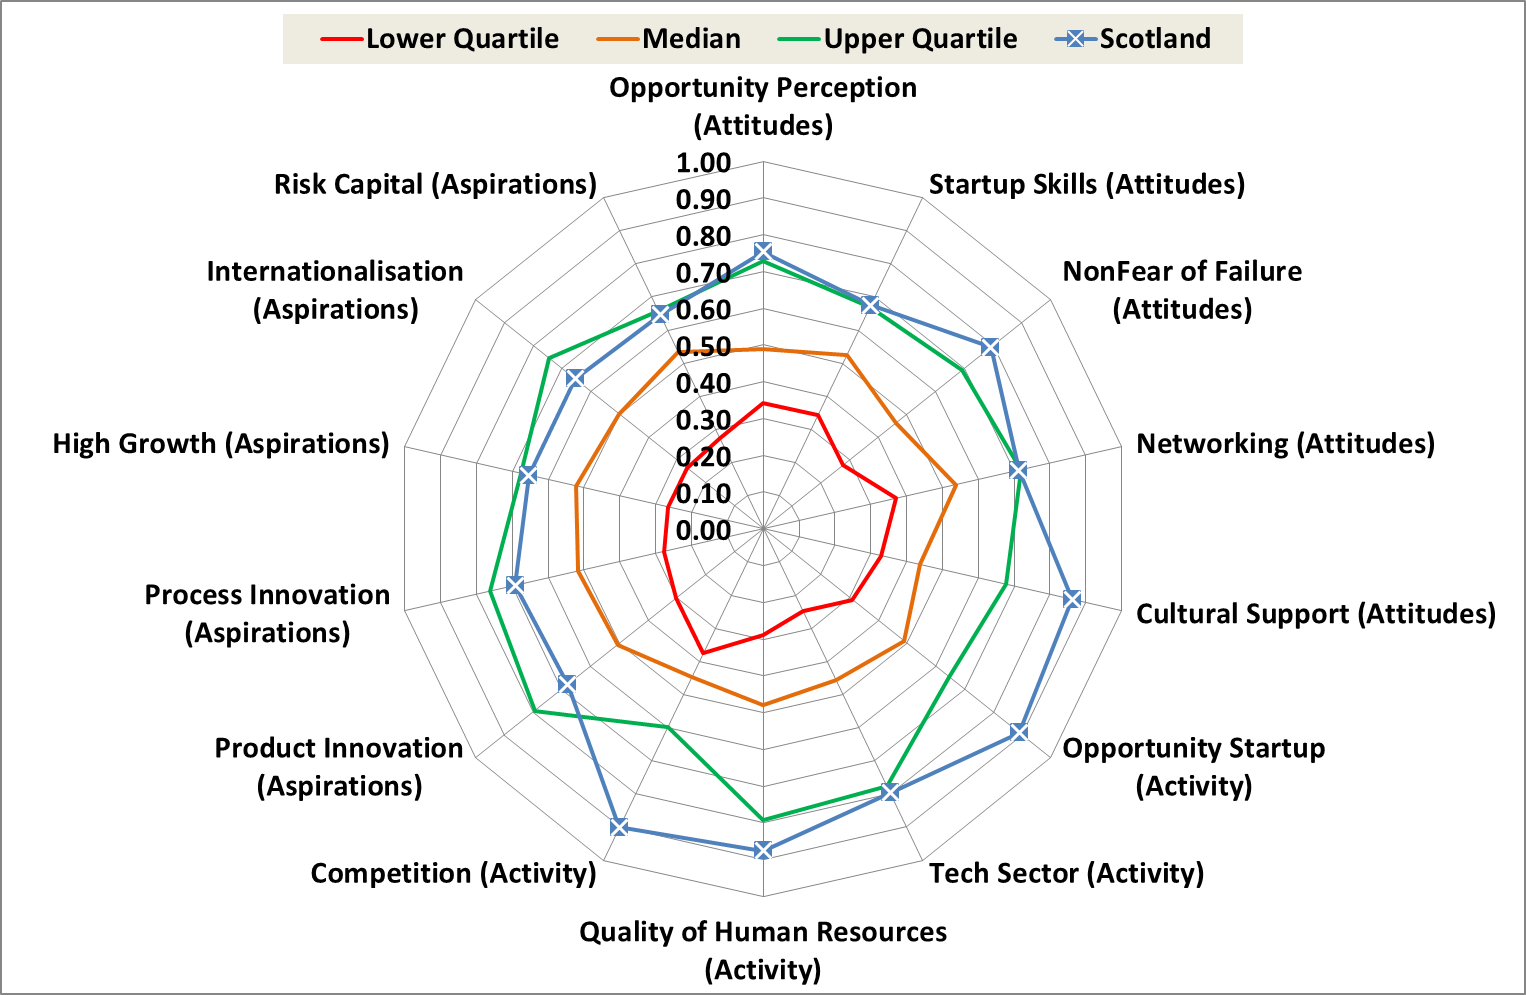 Lower Quartile Median Upper Quartile Scotland
Opportunity Perception
(Attitudes)
Startup Skills (Attitudes)
NonFear of Failure
(Attitudes)
Networking (Attitudes)
Cultural Support (Attitudes)
Opportunity Startup
(Activity)
Tech Sector (Activity)
Quality of Human Resources
(Activity)
Competition (Activity)
Product Innovation
(Aspirations)
Process Innovation
(Aspirations)
High Growth (Aspirations)
Internationalisation
(Aspirations)
Risk Capital (Aspirations)
1.00
0.90
0.80
0.70
0.60
0.50
0.40
0.30
0.20
0.10
0.00